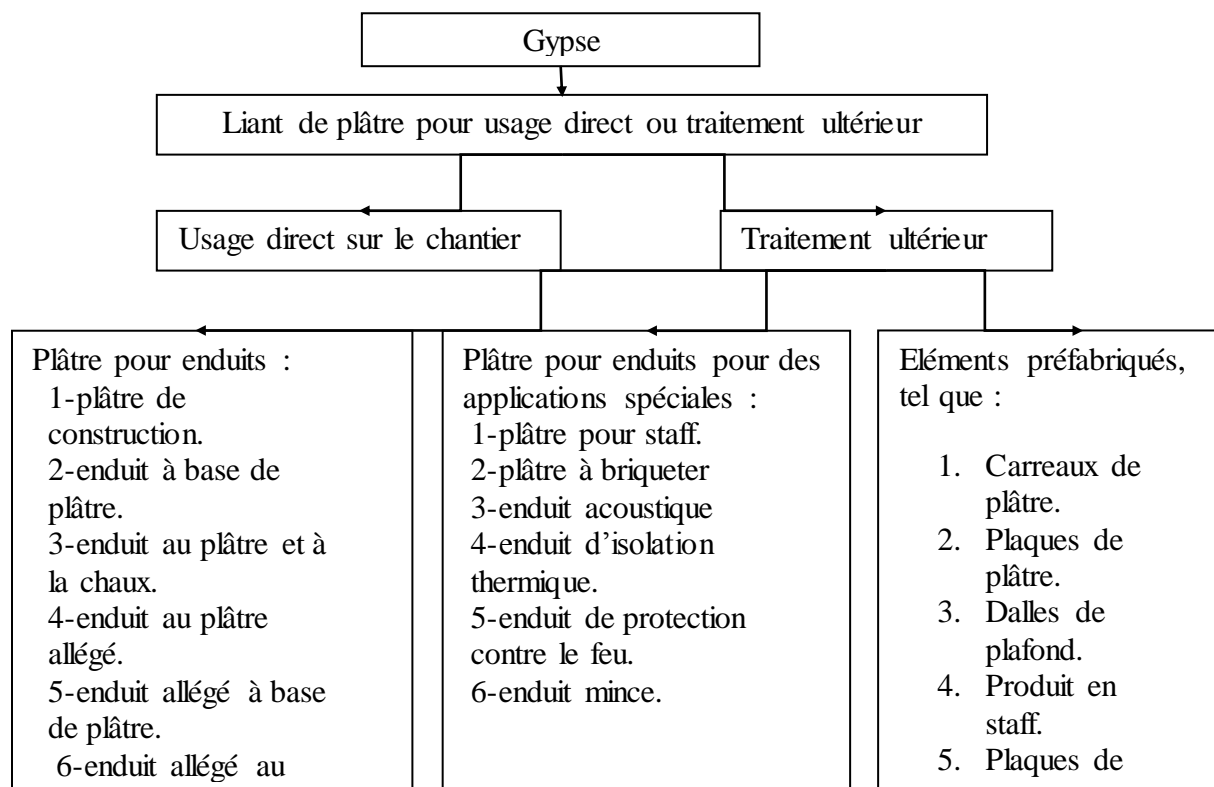 Gypse
Liant de plâtre pour usage direct ou traitement ultérieur
Usage direct sur le chantier
Traitement ultérieur
Plâtre pour enduits :
1-plâtre de
construction.
2-enduit à base de
plâtre.
3-enduit au plâtre et à
la chaux.
4-enduit au plâtre
allégé.
5-enduit allégé à base
de plâtre.
6-enduit allégé au
Plâtre pour enduits pour des
applications spéciales :
1-plâtre pour staff.
2-plâtre à briqueter
3-enduit acoustique
4-enduit d’isolation
thermique.
5-enduit de protection
contre le feu.
6-enduit mince.
Eléments préfabriqués,
tel que :
1. Carreaux de
plâtre.
2. Plaques de
plâtre.
3. Dalles de
plafond.
4. Produit en
staff.
5. Plaques de